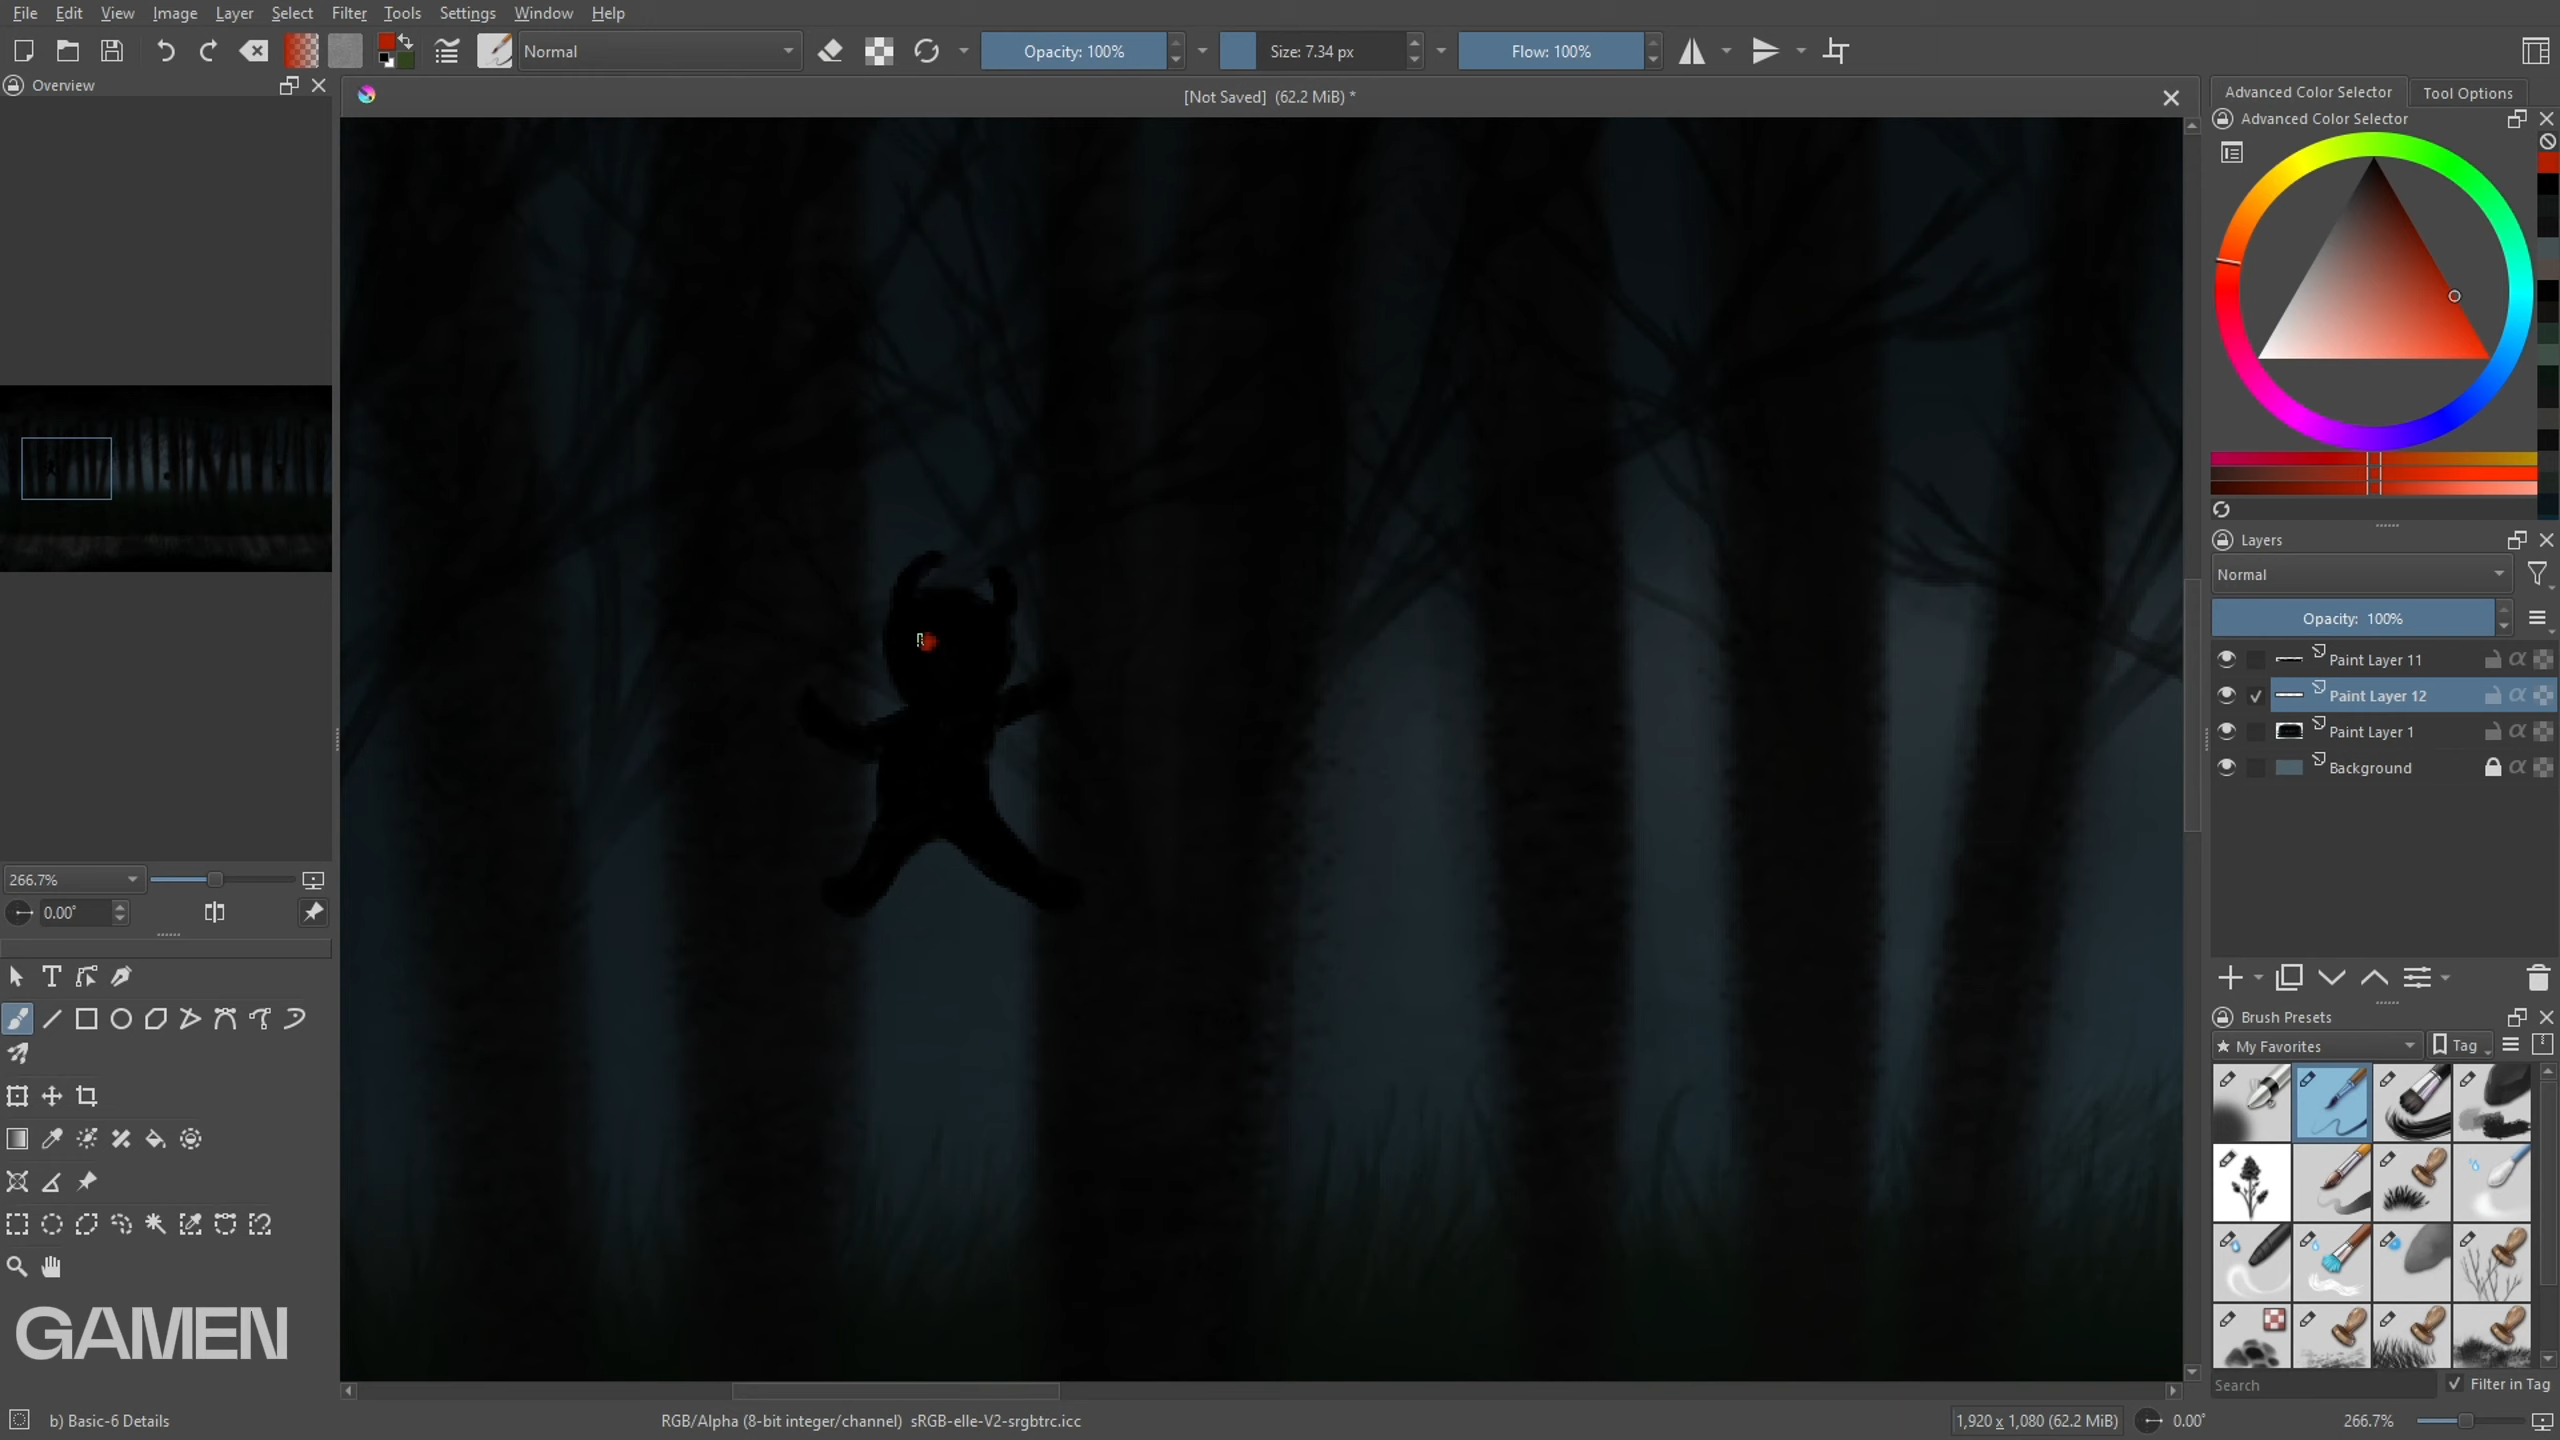 File Edit View Image Layer Select Filter Tools Settings Window Help
Normal Opacity: 100% Size: 7.34 px Flow: 100%
Overview
[Not Saved] (62.2 MiB) *
Advanced Color Selector Tool Options
Advanced Color Selector
Layers
Normal
Opacity: 100%
Paint Layer 11
Paint Layer 12
Paint Layer 1
Background
266.7%
0.00°
Brush Presets
My Favorites Tag
GAMEN
Search Filter in Tag
b) Basic-6 Details RGB/Alpha (8-bit integer/channel) sRGB-elle-V2-srgbtrc.icc 1,920 x 1,080 (62.2 MiB) 0.00° 266.7%